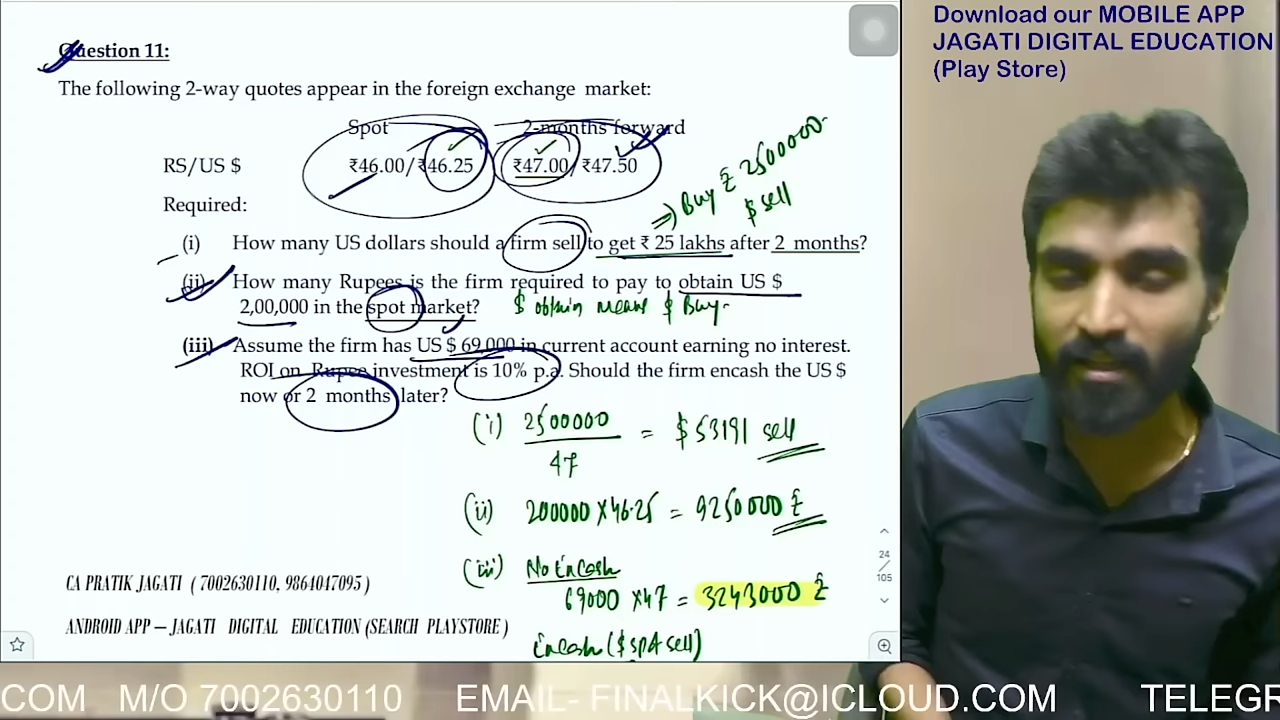 Download our MOBILE APP
JAGATI DIGITAL EDUCATION
(Play Store)
Question 11:
The following 2-way quotes appear in the foreign exchange market:
Spot 2-months forward
RS/US $ ₹46.00/₹46.25 ₹47.00/₹47.50
⇒ Buy ₹ 2500000
$ sell
Required:
(i) How many US dollars should a firm sell to get ₹ 25 lakhs after 2 months?
(ii) How many Rupees is the firm required to pay to obtain US $
2,00,000 in the spot market?
$ obtain means $ Buy.
(iii) Assume the firm has US $ 69,000 in current account earning no interest.
ROI on Rupee investment is 10% p.a. Should the firm encash the US $
now or 2 months later?
(i) 2500000
47
= $ 53191 sell
(ii) 200000 X46.25 = 9250000 ₹
(iii) No Encash
69000 X47 = 3243000 ₹
Encash ($ spot sell)
24
/
105
CA PRATIK JAGATI ( 7002630110, 9864047095 )
ANDROID APP – JAGATI DIGITAL EDUCATION (SEARCH PLAYSTORE )
COM M/O 7002630110 EMAIL- FINALKICK@ICLOUD.COM TELEGR